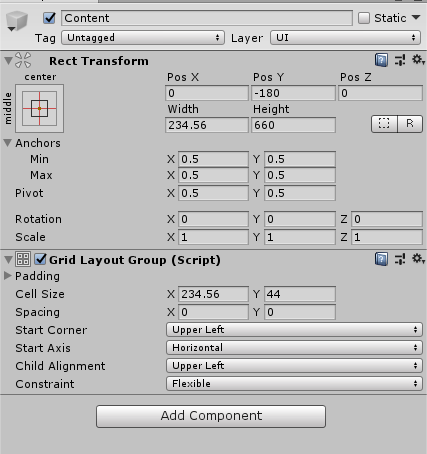 Content Static
Tag Untagged Layer UI
Rect Transform
center Pos X Pos Y Pos Z
middle 0 -180 0
Width Height
234.56 660 R
Anchors
Min X 0.5 Y 0.5
Max X 0.5 Y 0.5
Pivot X 0.5 Y 0.5
Rotation X 0 Y 0 Z 0
Scale X 1 Y 1 Z 1
Grid Layout Group (Script)
Padding
Cell Size X 234.56 Y 44
Spacing X 0 Y 0
Start Corner Upper Left
Start Axis Horizontal
Child Alignment Upper Left
Constraint Flexible
Add Component